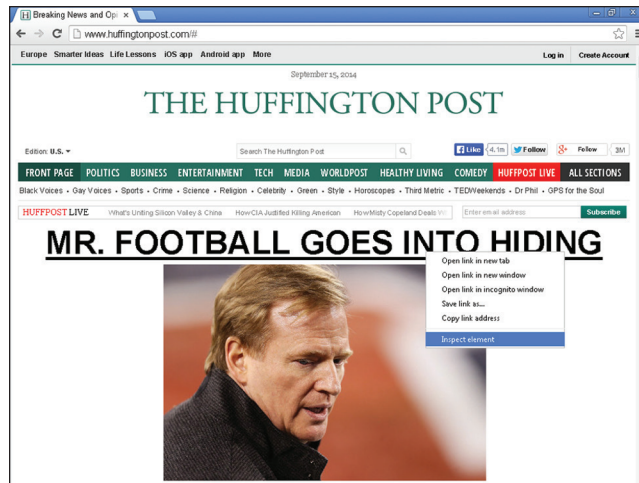 Breaking News and Opi
www.huffingtonpost.com/#
Europe Smarter Ideas Life Lessons iOS app Android app More Log in Create Account
September 15, 2014
THE HUFFINGTON POST
Edition: U.S. Search The Huffington Post Like 4.1m Follow Follow 3M
FRONT PAGE POLITICS BUSINESS ENTERTAINMENT TECH MEDIA WORLDPOST HEALTHY LIVING COMEDY HUFFPOST LIVE ALL SECTIONS
Black Voices • Gay Voices • Sports • Crime • Science • Religion • Celebrity • Green • Style • Horoscopes • Third Metric • TEDWeekends • Dr Phil • GPS for the Soul
HUFFPOST LIVE What's Uniting Silicon Valley & China How CIA Justified Killing American How Misty Copeland Deals W Enter email address Subscribe
MR. FOOTBALL GOES INTO HIDING
Open link in new tab
Open link in new window
Open link in incognito window
Save link as...
Copy link address
Inspect element